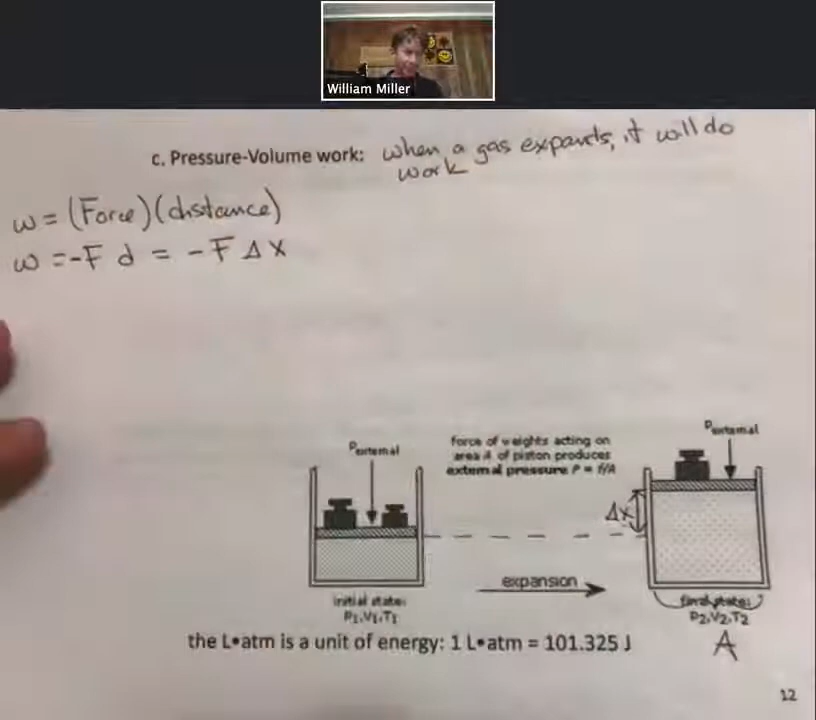 William Miller
c. Pressure-Volume work: when a gas expands, it will do
work
w = (Force)(distance)
w = -F d = -F Δx
Pexternal
force of weights acting on
area A of piston produces
external pressure P = f/A
Pexternal
Δx
expansion
initial state:
P₁,V₁,T₁
final state:
P₂,V₂,T₂
the L•atm is a unit of energy: 1 L•atm = 101.325 J
A
12